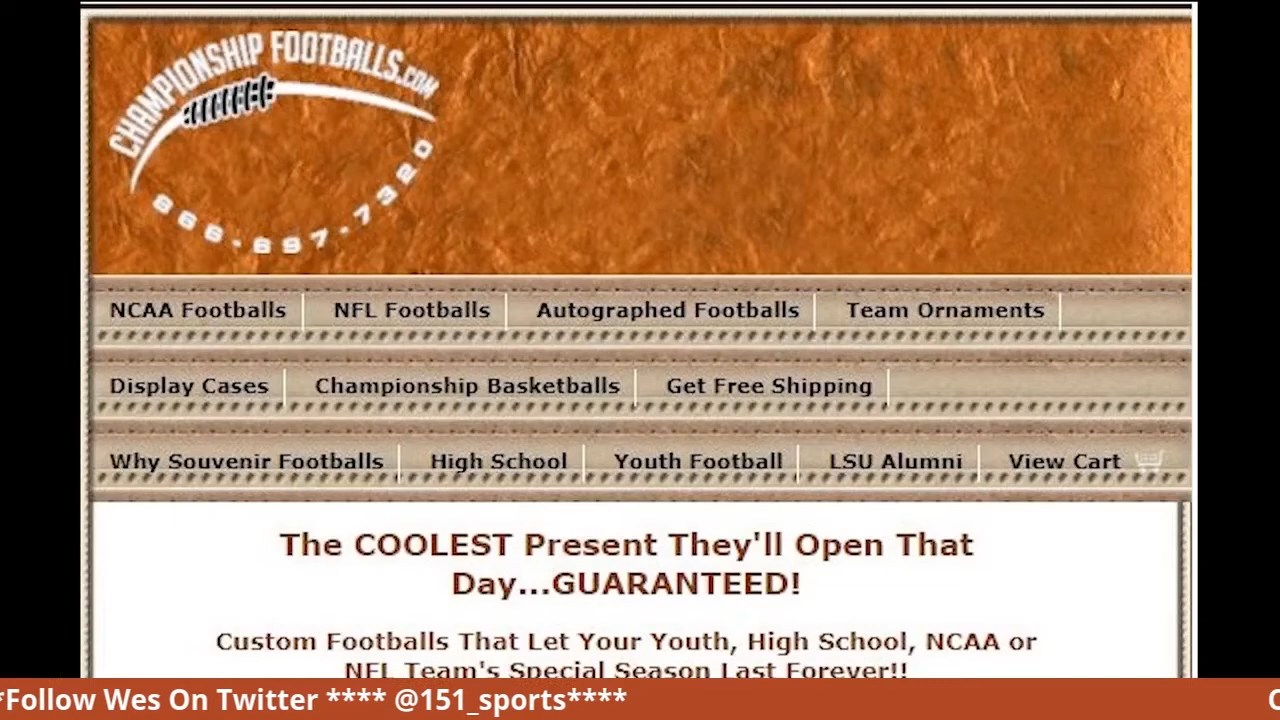 CHAMPIONSHIP FOOTBALLS.COM
866-697-7320
NCAA Footballs NFL Footballs Autographed Footballs Team Ornaments
Display Cases Championship Basketballs Get Free Shipping
Why Souvenir Footballs High School Youth Football LSU Alumni View Cart
The COOLEST Present They'll Open That
Day...GUARANTEED!
Custom Footballs That Let Your Youth, High School, NCAA or
NFL Team's Special Season Last Forever!!
*Follow Wes On Twitter **** @151_sports****